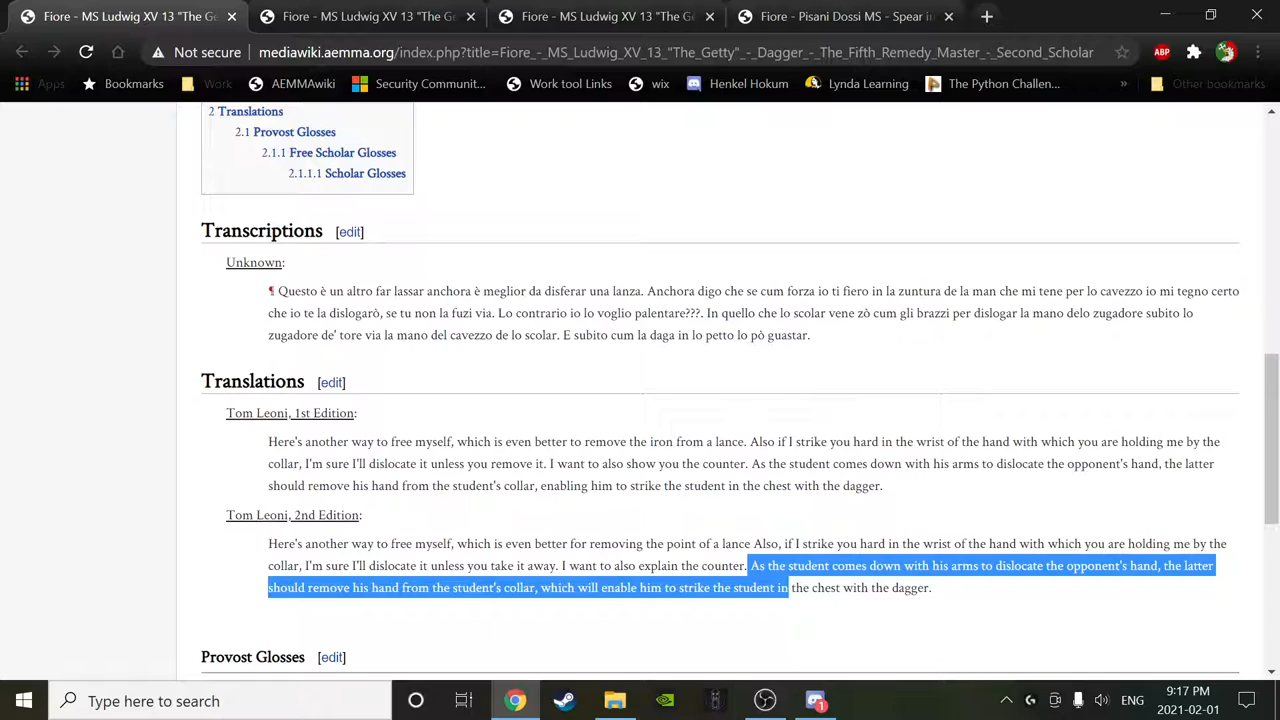 Fiore - MS Ludwig XV 13 "The G
Fiore - MS Ludwig XV 13 "The G
Fiore - MS Ludwig XV 13 "The G
Fiore - Pisani Dossi MS - Spear in
Not secure mediawiki.aemma.org/index.php?title=Fiore_-_MS_Ludwig_XV_13_"The_Getty"_-_Dagger_-_The_Fifth_Remedy_Master_-_Second_Scholar ABP
Apps Bookmarks Work AEMMAwiki Security Communit... Work tool Links wix Henkel Hokum Lynda Learning The Python Challen... » Other bookmarks
2 Translations
2.1 Provost Glosses
2.1.1 Free Scholar Glosses
2.1.1.1 Scholar Glosses
Transcriptions [edit]
Unknown:
¶ Questo è un altro far lassar anchora è meglior da disferar una lanza. Anchora digo che se cum forza io ti fiero in la zuntura de la man che mi tene per lo cavezzo io mi tegno certo
che io te la dislogarò, se tu non la fuzi via. Lo contrario io lo voglio palentare???. In quello che lo scolar vene zò cum gli brazzi per dislogar la mano delo zugadore subito lo
zugadore de' tore via la mano del cavezzo de lo scolar. E subito cum la daga in lo petto lo pò guastar.
Translations [edit]
Tom Leoni, 1st Edition:
Here's another way to free myself, which is even better to remove the iron from a lance. Also if I strike you hard in the wrist of the hand with which you are holding me by the
collar, I'm sure I'll dislocate it unless you remove it. I want to also show you the counter. As the student comes down with his arms to dislocate the opponent's hand, the latter
should remove his hand from the student's collar, enabling him to strike the student in the chest with the dagger.
Tom Leoni, 2nd Edition:
Here's another way to free myself, which is even better for removing the point of a lance Also, if I strike you hard in the wrist of the hand with which you are holding me by the
collar, I'm sure I'll dislocate it unless you take it away. I want to also explain the counter. As the student comes down with his arms to dislocate the opponent's hand, the latter
should remove his hand from the student's collar, which will enable him to strike the student in the chest with the dagger.
Provost Glosses [edit]
Type here to search
ENG
9:17 PM
2021-02-01
1